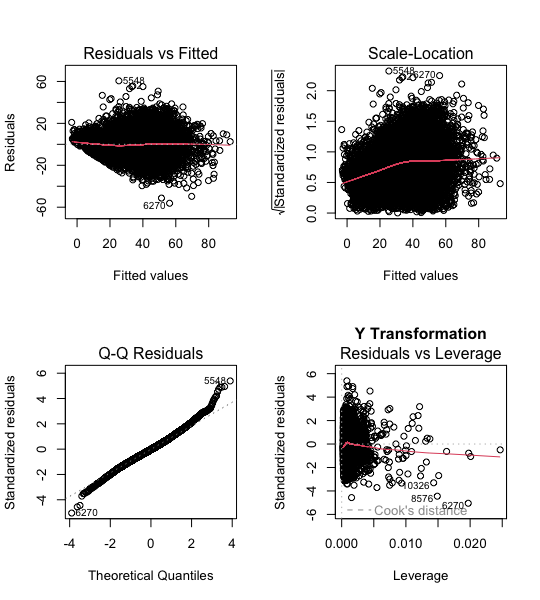 Residuals vs Fitted
Residuals
60
20
-20
-60
5548
6270
0 20 40 60 80
Fitted values
Scale-Location
√|Standardized residuals|
2.0
1.5
1.0
0.5
0.0
5548
6270
0 20 40 60 80
Fitted values
Q-Q Residuals
Standardized residuals
6
4
2
0
-2
-4
5548
6270
-4 -2 0 2 4
Theoretical Quantiles
Y Transformation
Residuals vs Leverage
Standardized residuals
6
4
2
0
-2
-4
-6
10326
8576
6270
Cook's distance
0.000 0.010 0.020
Leverage